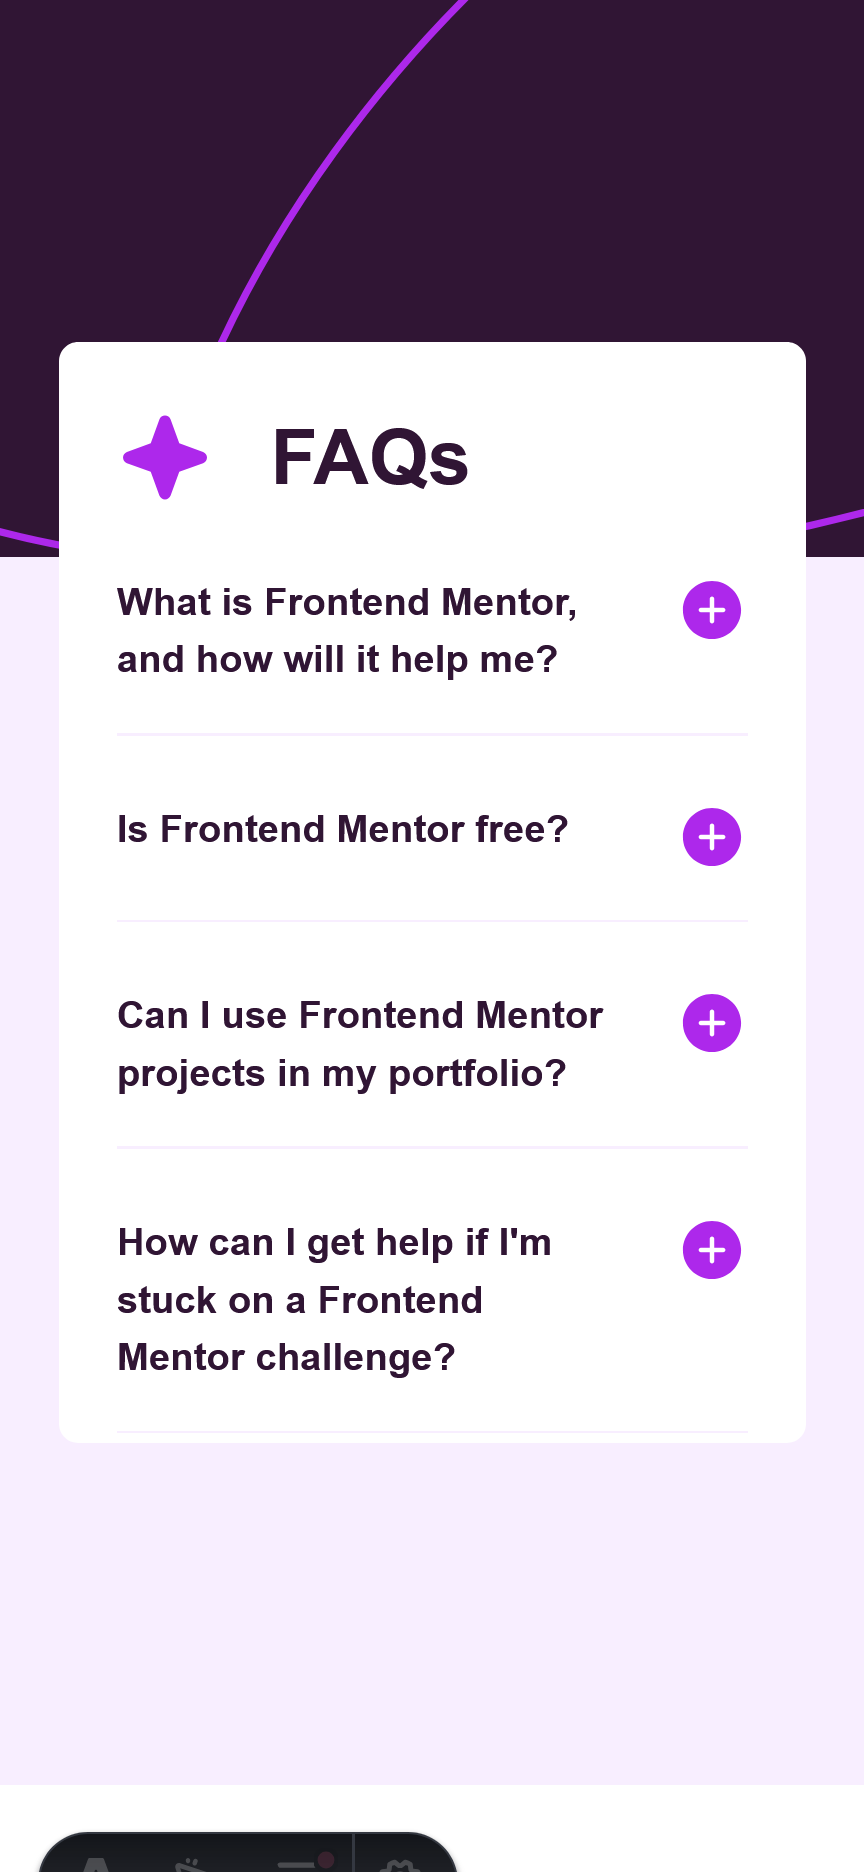 FAQs
What is Frontend Mentor,
and how will it help me?
Is Frontend Mentor free?
Can I use Frontend Mentor
projects in my portfolio?
How can I get help if I'm
stuck on a Frontend
Mentor challenge?